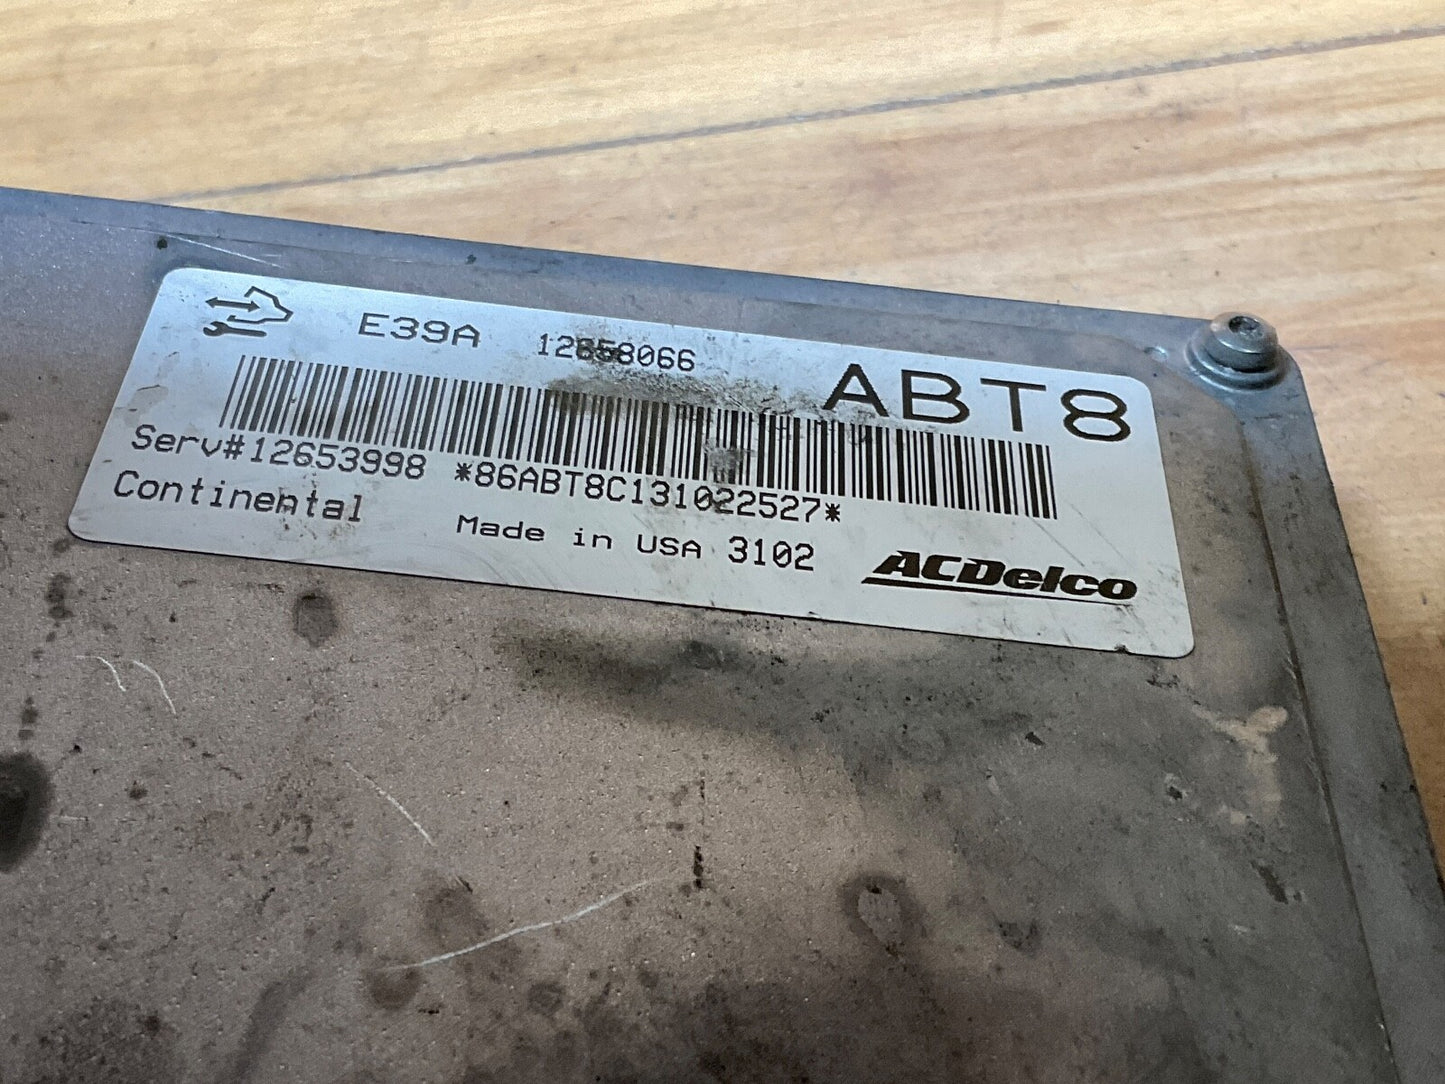 E39A 12658066
ABT8
Serv#12653998 *86ABT8C131022527*
Continental Made in USA 3102
ACDelco